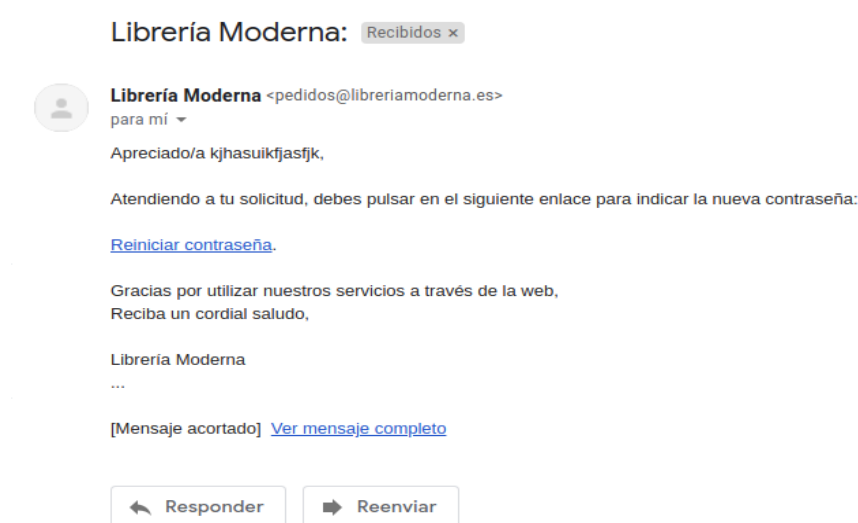 Librería Moderna: Recibidos ×
Librería Moderna <pedidos@libreriamoderna.es>
para mí
Apreciado/a kjhasuikfjasfjk,
Atendiendo a tu solicitud, debes pulsar en el siguiente enlace para indicar la nueva contraseña:
Reiniciar contraseña.
Gracias por utilizar nuestros servicios a través de la web,
Reciba un cordial saludo,
Librería Moderna
...
[Mensaje acortado] Ver mensaje completo
Responder Reenviar